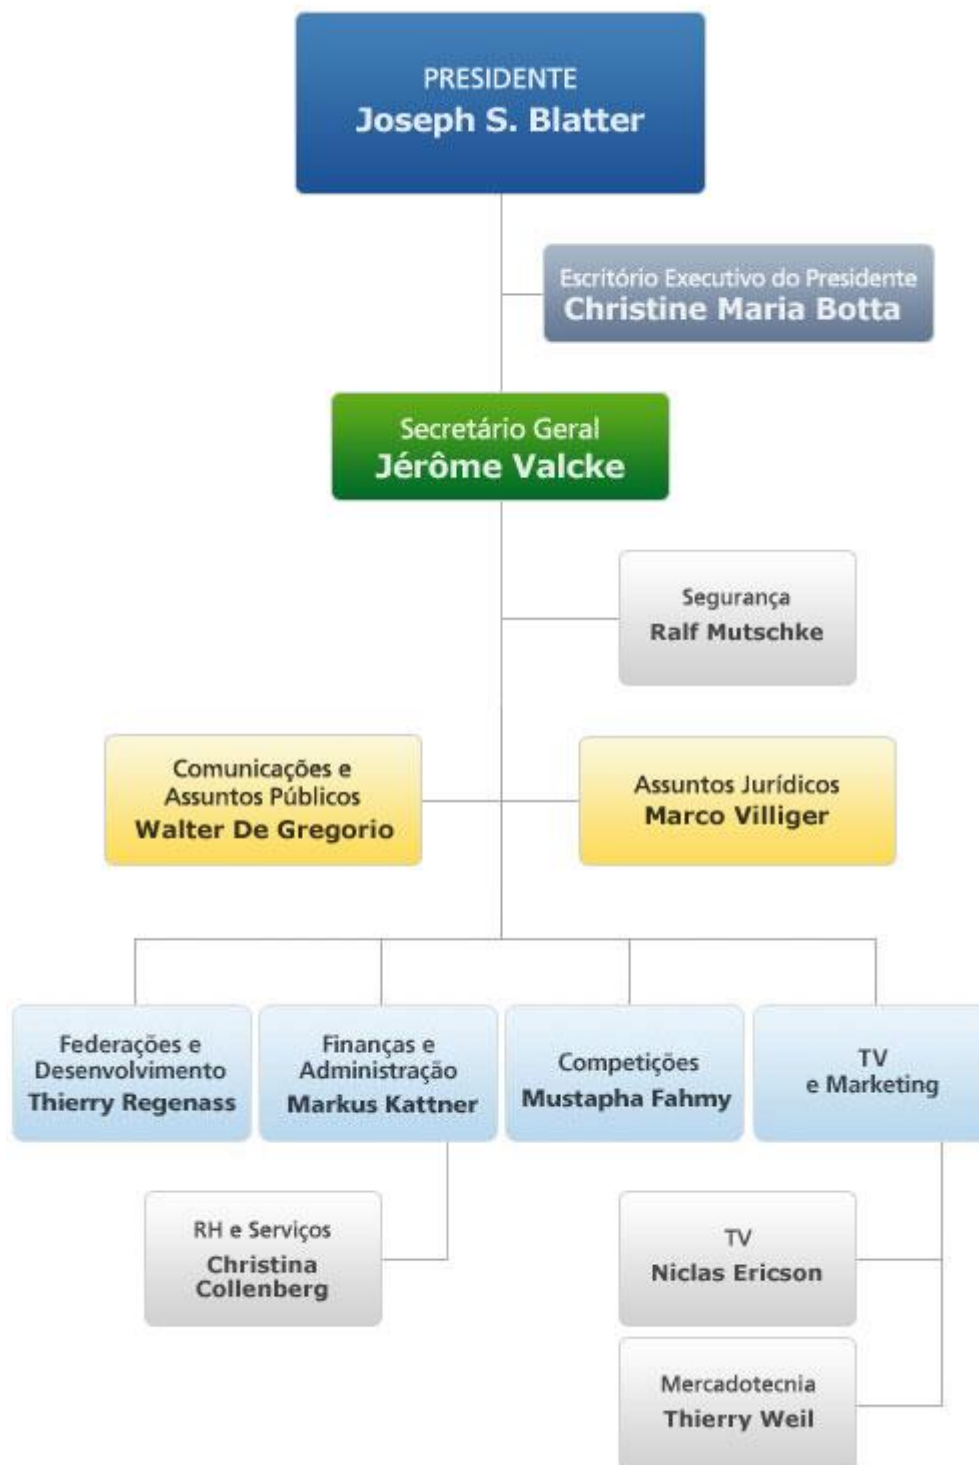 PRESIDENTE
Joseph S. Blatter
Escritório Executivo do Presidente
Christine Maria Botta
Secretário Geral
Jérôme Valcke
Segurança
Ralf Mutschke
Comunicações e
Assuntos Públicos
Walter De Gregorio
Assuntos Jurídicos
Marco Villiger
Federações e
Desenvolvimento
Thierry Regenass
Finanças e
Administração
Markus Kattner
Competições
Mustapha Fahmy
TV
e Marketing
RH e Serviços
Christina
Collenberg
TV
Niclas Ericson
Mercadotecnia
Thierry Weil